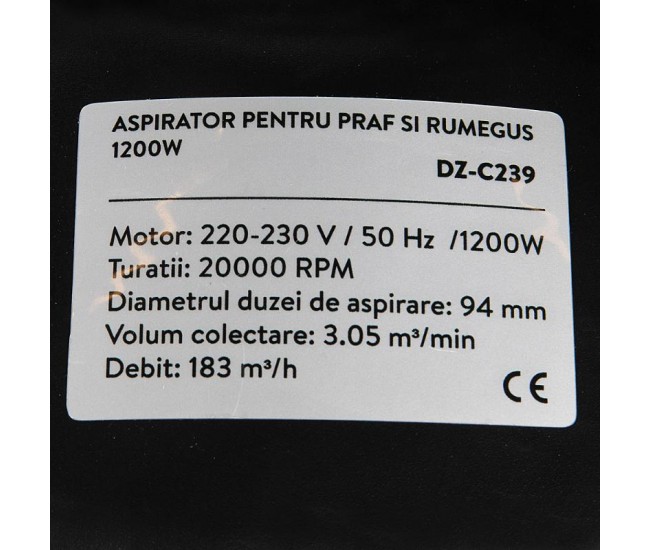 ASPIRATOR PENTRU PRAF SI RUMEGUS
1200W
DZ-C239
Motor: 220-230 V / 50 Hz /1200W
Turatii: 20000 RPM
Diametrul duzei de aspirare: 94 mm
Volum colectare: 3.05 m³/min
Debit: 183 m³/h
CE